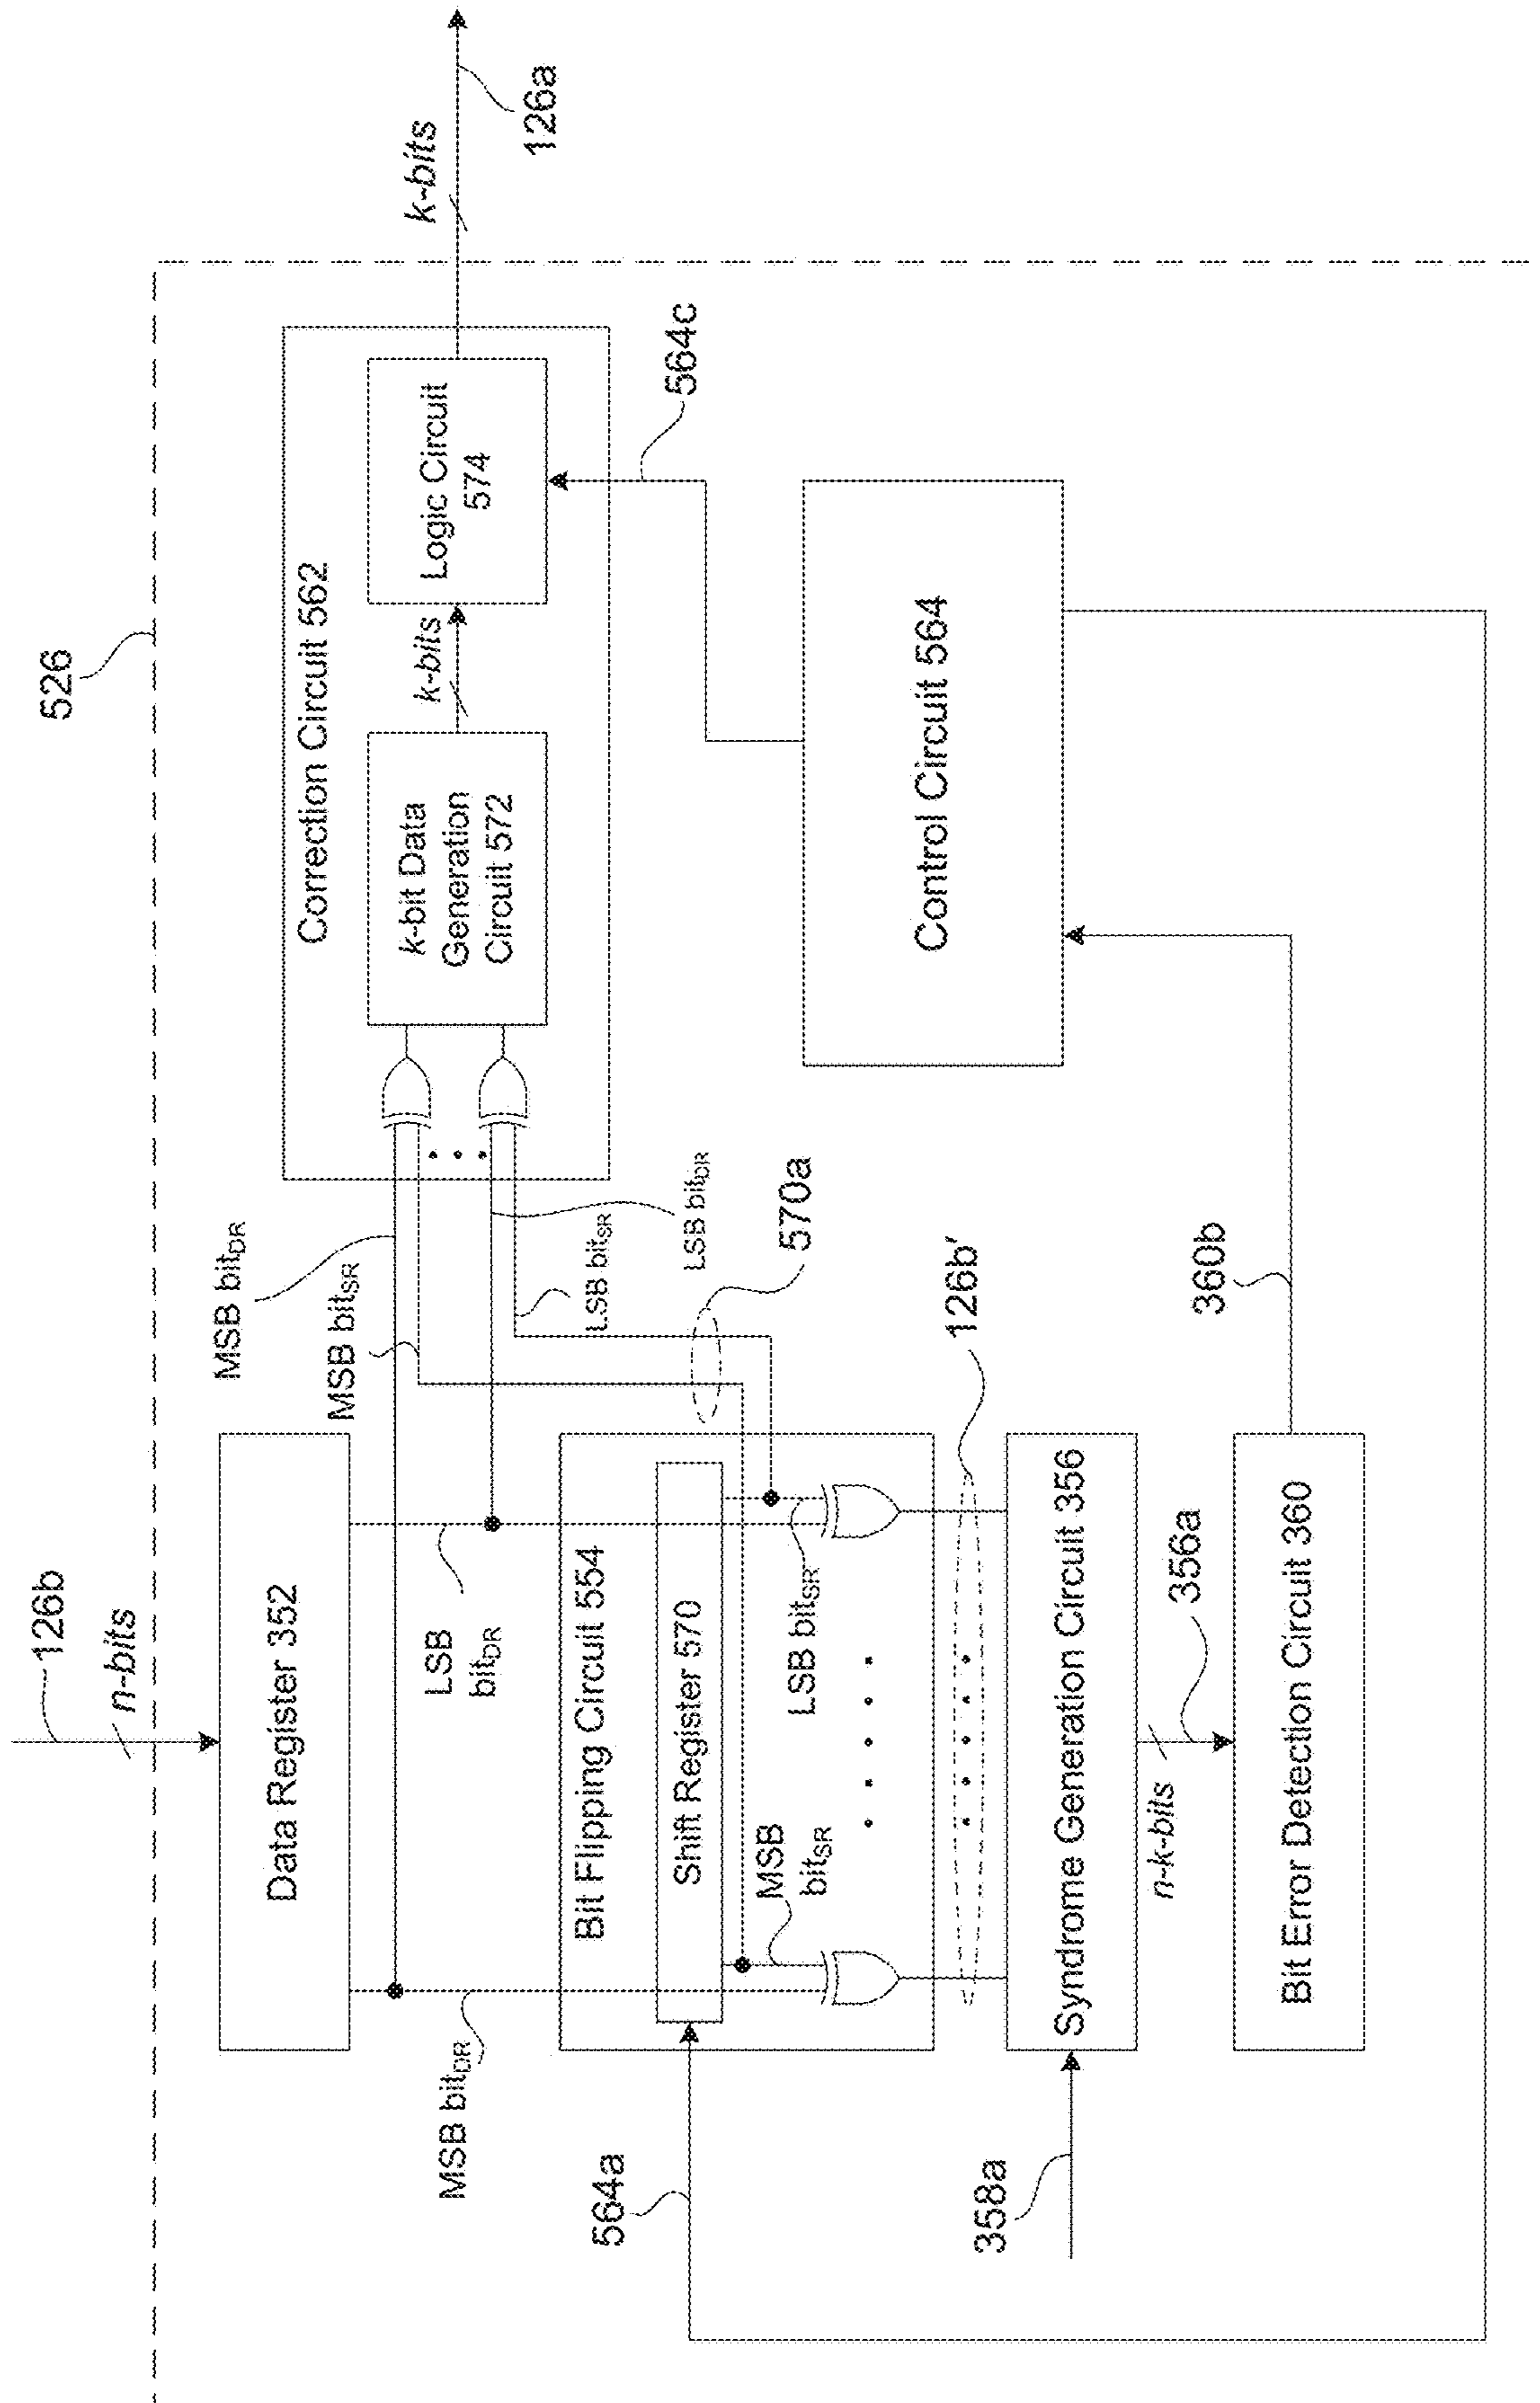 526
126b
n-bits
Data Register 352
MSB bitDR
MSB bitSR
Correction Circuit 562
k-bit Data
Generation
Circuit 572
k-bits
Logic Circuit
574
k-bits
126a
LSB
bitDR
MSB bitDR
LSB bitSR
LSB bitDR
570a
564c
564a
Bit Flipping Circuit 554
Shift Register 570
MSB
bitSR
LSB bitSR
126b'
Control Circuit 564
358a
Syndrome Generation Circuit 356
n-k-bits
356a
360b
Bit Error Detection Circuit 360